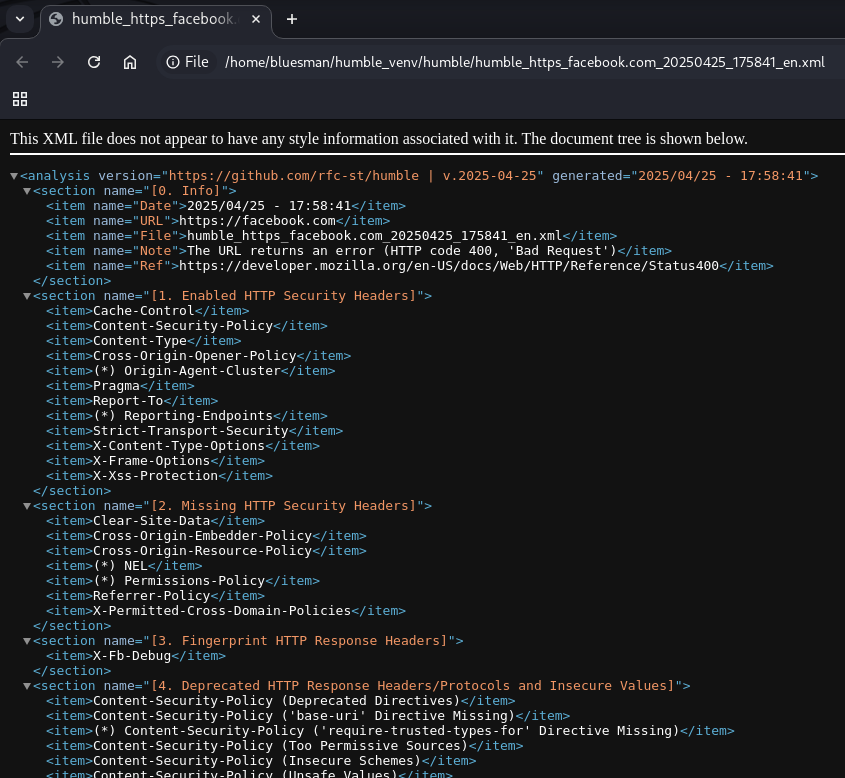 humble_https_facebook.
File /home/bluesman/humble_venv/humble/humble_https_facebook.com_20250425_175841_en.xml
This XML file does not appear to have any style information associated with it. The document tree is shown below.
<analysis version="https://github.com/rfc-st/humble | v.2025-04-25" generated="2025/04/25 - 17:58:41">
<section name="[0. Info]">
<item name="Date">2025/04/25 - 17:58:41</item>
<item name="URL">https://facebook.com</item>
<item name="File">humble_https_facebook.com_20250425_175841_en.xml</item>
<item name="Note">The URL returns an error (HTTP code 400, 'Bad Request')</item>
<item name="Ref">https://developer.mozilla.org/en-US/docs/Web/HTTP/Reference/Status400</item>
</section>
<section name="[1. Enabled HTTP Security Headers]">
<item>Cache-Control</item>
<item>Content-Security-Policy</item>
<item>Content-Type</item>
<item>Cross-Origin-Opener-Policy</item>
<item>(*) Origin-Agent-Cluster</item>
<item>Pragma</item>
<item>Report-To</item>
<item>(*) Reporting-Endpoints</item>
<item>Strict-Transport-Security</item>
<item>X-Content-Type-Options</item>
<item>X-Frame-Options</item>
<item>X-Xss-Protection</item>
</section>
<section name="[2. Missing HTTP Security Headers]">
<item>Clear-Site-Data</item>
<item>Cross-Origin-Embedder-Policy</item>
<item>Cross-Origin-Resource-Policy</item>
<item>(*) NEL</item>
<item>(*) Permissions-Policy</item>
<item>Referrer-Policy</item>
<item>X-Permitted-Cross-Domain-Policies</item>
</section>
<section name="[3. Fingerprint HTTP Response Headers]">
<item>X-Fb-Debug</item>
</section>
<section name="[4. Deprecated HTTP Response Headers/Protocols and Insecure Values]">
<item>Content-Security-Policy (Deprecated Directives)</item>
<item>Content-Security-Policy ('base-uri' Directive Missing)</item>
<item>(*) Content-Security-Policy ('require-trusted-types-for' Directive Missing)</item>
<item>Content-Security-Policy (Too Permissive Sources)</item>
<item>Content-Security-Policy (Insecure Schemes)</item>
<item>Content-Security-Policy (Unsafe Values)</item>